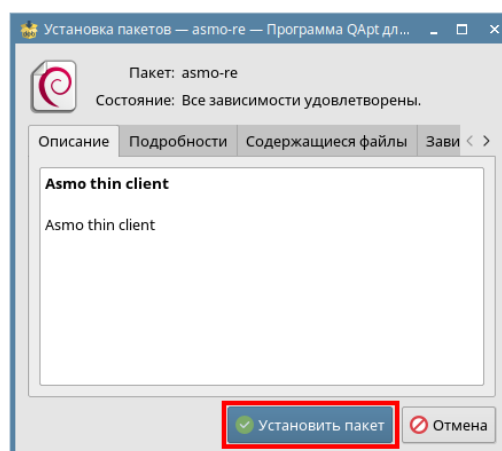 Установка пакетов — asmo-re — Программа QApt дл...
Пакет: asmo-re
Состояние: Все зависимости удовлетворены.
Описание Подробности Содержащиеся файлы Зави
Asmo thin client
Asmo thin client
Установить пакет Отмена